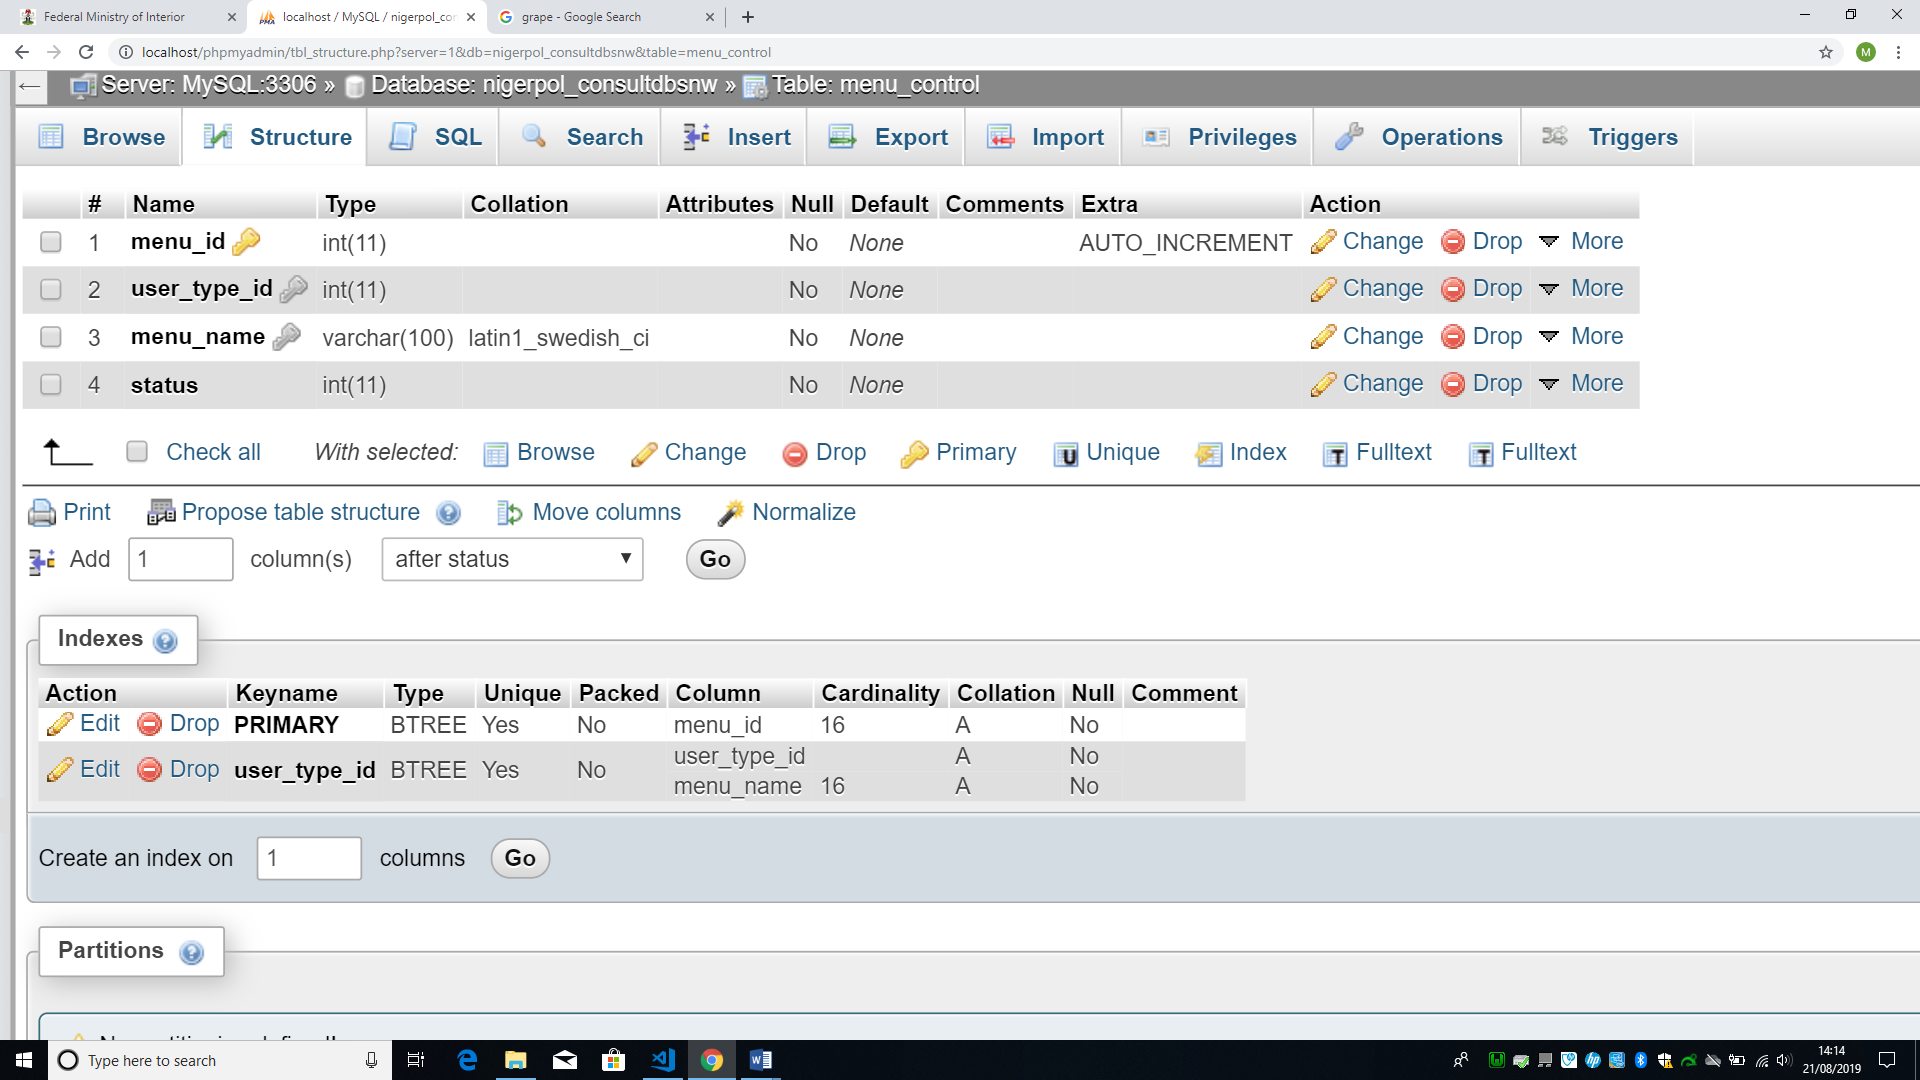 Federal Ministry of Interior
localhost / MySQL / nigerpol_con
grape - Google Search
localhost/phpmyadmin/tbl_structure.php?server=1&db=nigerpol_consultdbsnw&table=menu_control
M
Server: MySQL:3306 » Database: nigerpol_consultdbsnw » Table: menu_control
Browse Structure SQL Search Insert Export Import Privileges Operations Triggers
# Name Type Collation Attributes Null Default Comments Extra Action
1 menu_id int(11) No None AUTO_INCREMENT Change Drop More
2 user_type_id int(11) No None Change Drop More
3 menu_name varchar(100) latin1_swedish_ci No None Change Drop More
4 status int(11) No None Change Drop More
Check all With selected: Browse Change Drop Primary Unique Index Fulltext Fulltext
Print Propose table structure Move columns Normalize
Add 1 column(s) after status Go
Indexes
Action Keyname Type Unique Packed Column Cardinality Collation Null Comment
Edit Drop PRIMARY BTREE Yes No menu_id 16 A No
Edit Drop user_type_id BTREE Yes No user_type_id A No
menu_name 16 A No
Create an index on 1 columns Go
Partitions
Type here to search
14:14
21/08/2019